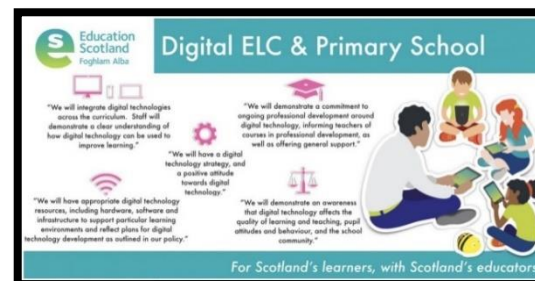 Education
Scotland
Foghlam Alba
Digital ELC & Primary School
"We will integrate digital technologies
across the curriculum. Staff will
demonstrate a clear understanding of
how digital technology can be used to
improve learning."
"We will demonstrate a commitment to
ongoing professional development around
digital technology, informing teachers of
courses in professional development, as
well as offering general support."
"We will have a digital
technology strategy, and
a positive attitude
towards digital
technology."
"We will have appropriate digital technology
resources, including hardware, software and
infrastructure to support particular learning
environments and reflect plans for digital
technology development as outlined in our policy."
"We will demonstrate an awareness
that digital technology affects the
quality of learning and teaching, pupil
attitudes and behaviour, and the school
community."
For Scotland's learners, with Scotland's educators